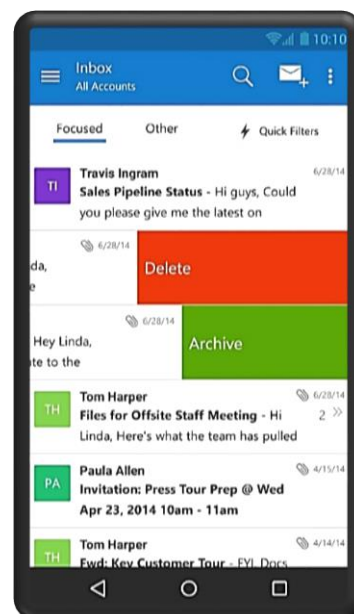 10:10
Inbox
All Accounts
Focused
Other
Quick Filters
TI
Travis Ingram
6/28/14
Sales Pipeline Status - Hi guys, Could
you please give me the latest on
6/28/14
da,
e
Delete
6/28/14
Hey Linda,
te to the
Archive
TH
Tom Harper
6/28/14
Files for Offsite Staff Meeting - Hi
2
Linda, Here's what the team has pulled
PA
Paula Allen
4/15/14
Invitation: Press Tour Prep @ Wed
Apr 23, 2014 10am - 11am
TH
Tom Harper
4/14/14
Fwd: Key Customer Tour - FYI. Docs